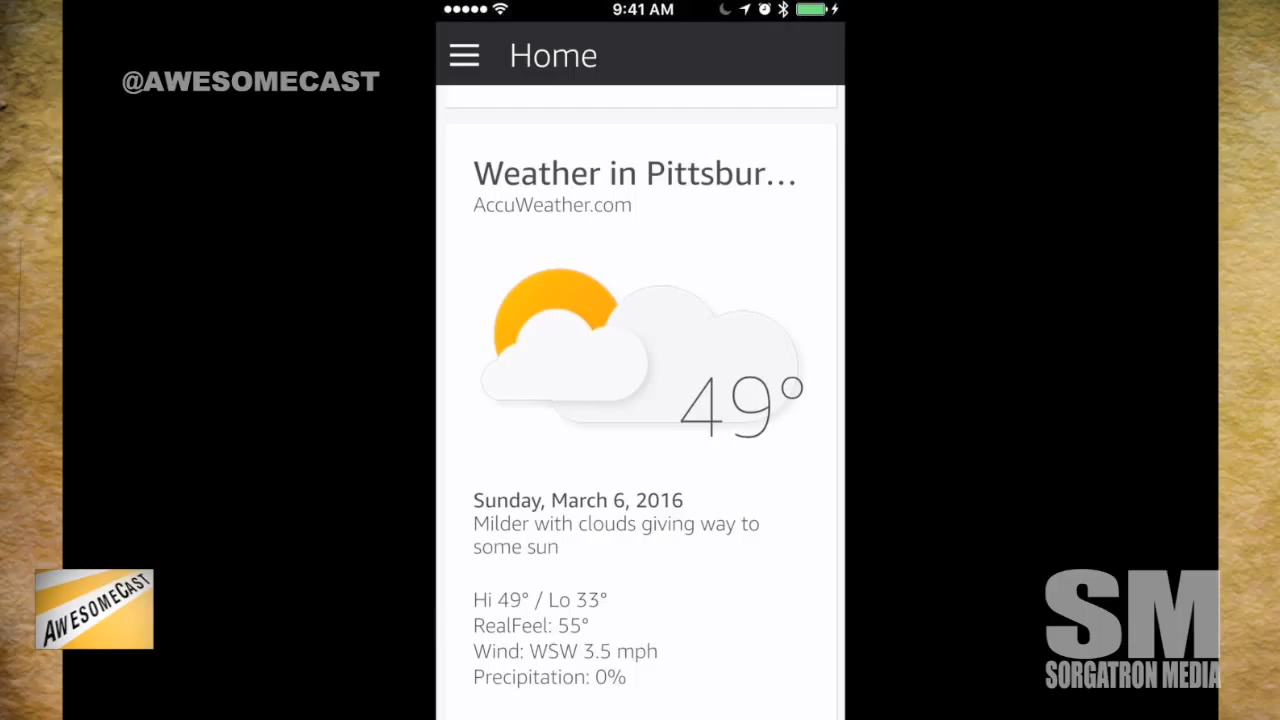 9:41 AM
Home
@AWESOMECAST
Weather in Pittsbur...
AccuWeather.com
49°
Sunday, March 6, 2016
Milder with clouds giving way to
some sun
Hi 49° / Lo 33°
RealFeel: 55°
Wind: WSW 3.5 mph
Precipitation: 0%
AWESOMECAST
SM
SORGATRON MEDIA